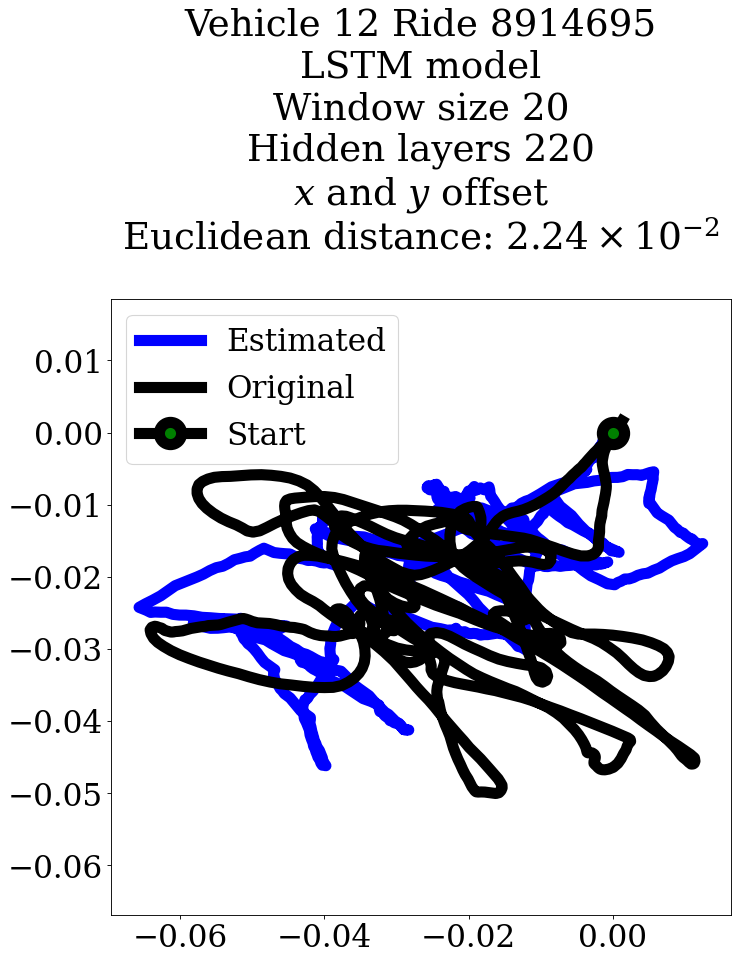 Vehicle 12 Ride 8914695
LSTM model
Window size 20
Hidden layers 220
x and y offset
Euclidean distance: 2.24 × 10⁻²
Estimated
Original
Start
0.01
0.00
−0.01
−0.02
−0.03
−0.04
−0.05
−0.06
−0.06 −0.04 −0.02 0.00